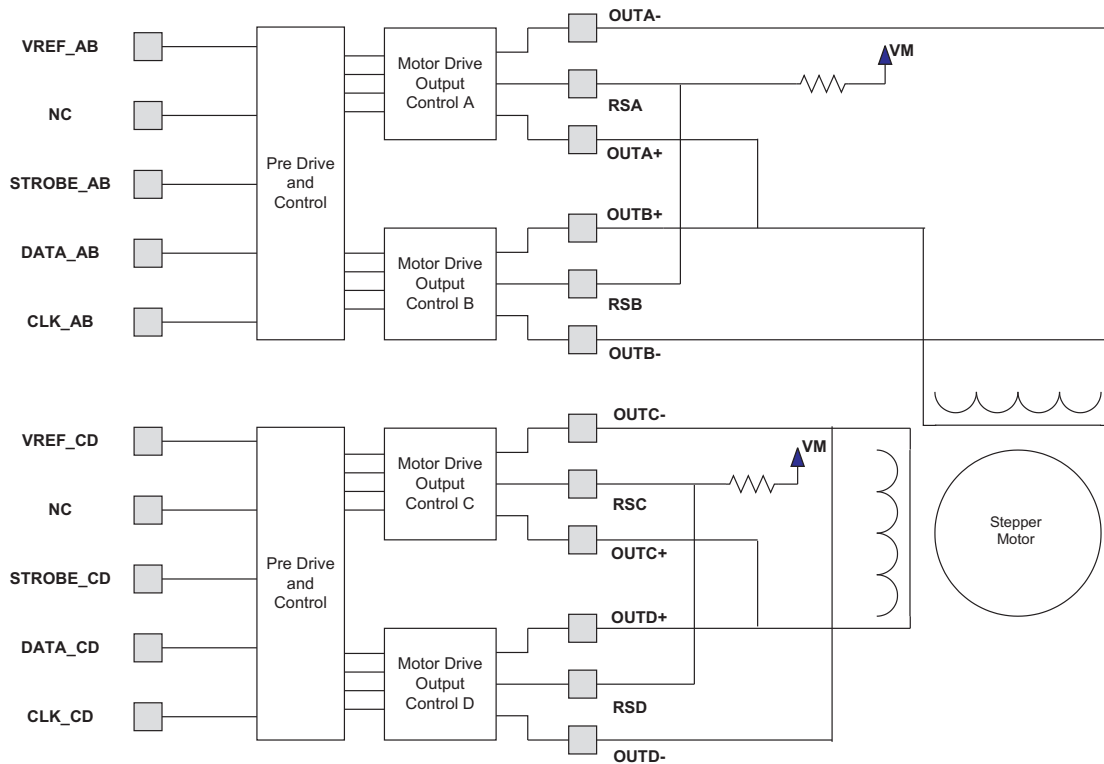 VREF_AB
NC
STROBE_AB
DATA_AB
CLK_AB
Pre Drive
and
Control
Motor Drive
Output
Control A
Motor Drive
Output
Control B
OUTA-
RSA
OUTA+
OUTB+
RSB
OUTB-
VM
VREF_CD
NC
STROBE_CD
DATA_CD
CLK_CD
Pre Drive
and
Control
Motor Drive
Output
Control C
Motor Drive
Output
Control D
OUTC-
RSC
OUTC+
OUTD+
RSD
OUTD-
VM
Stepper
Motor